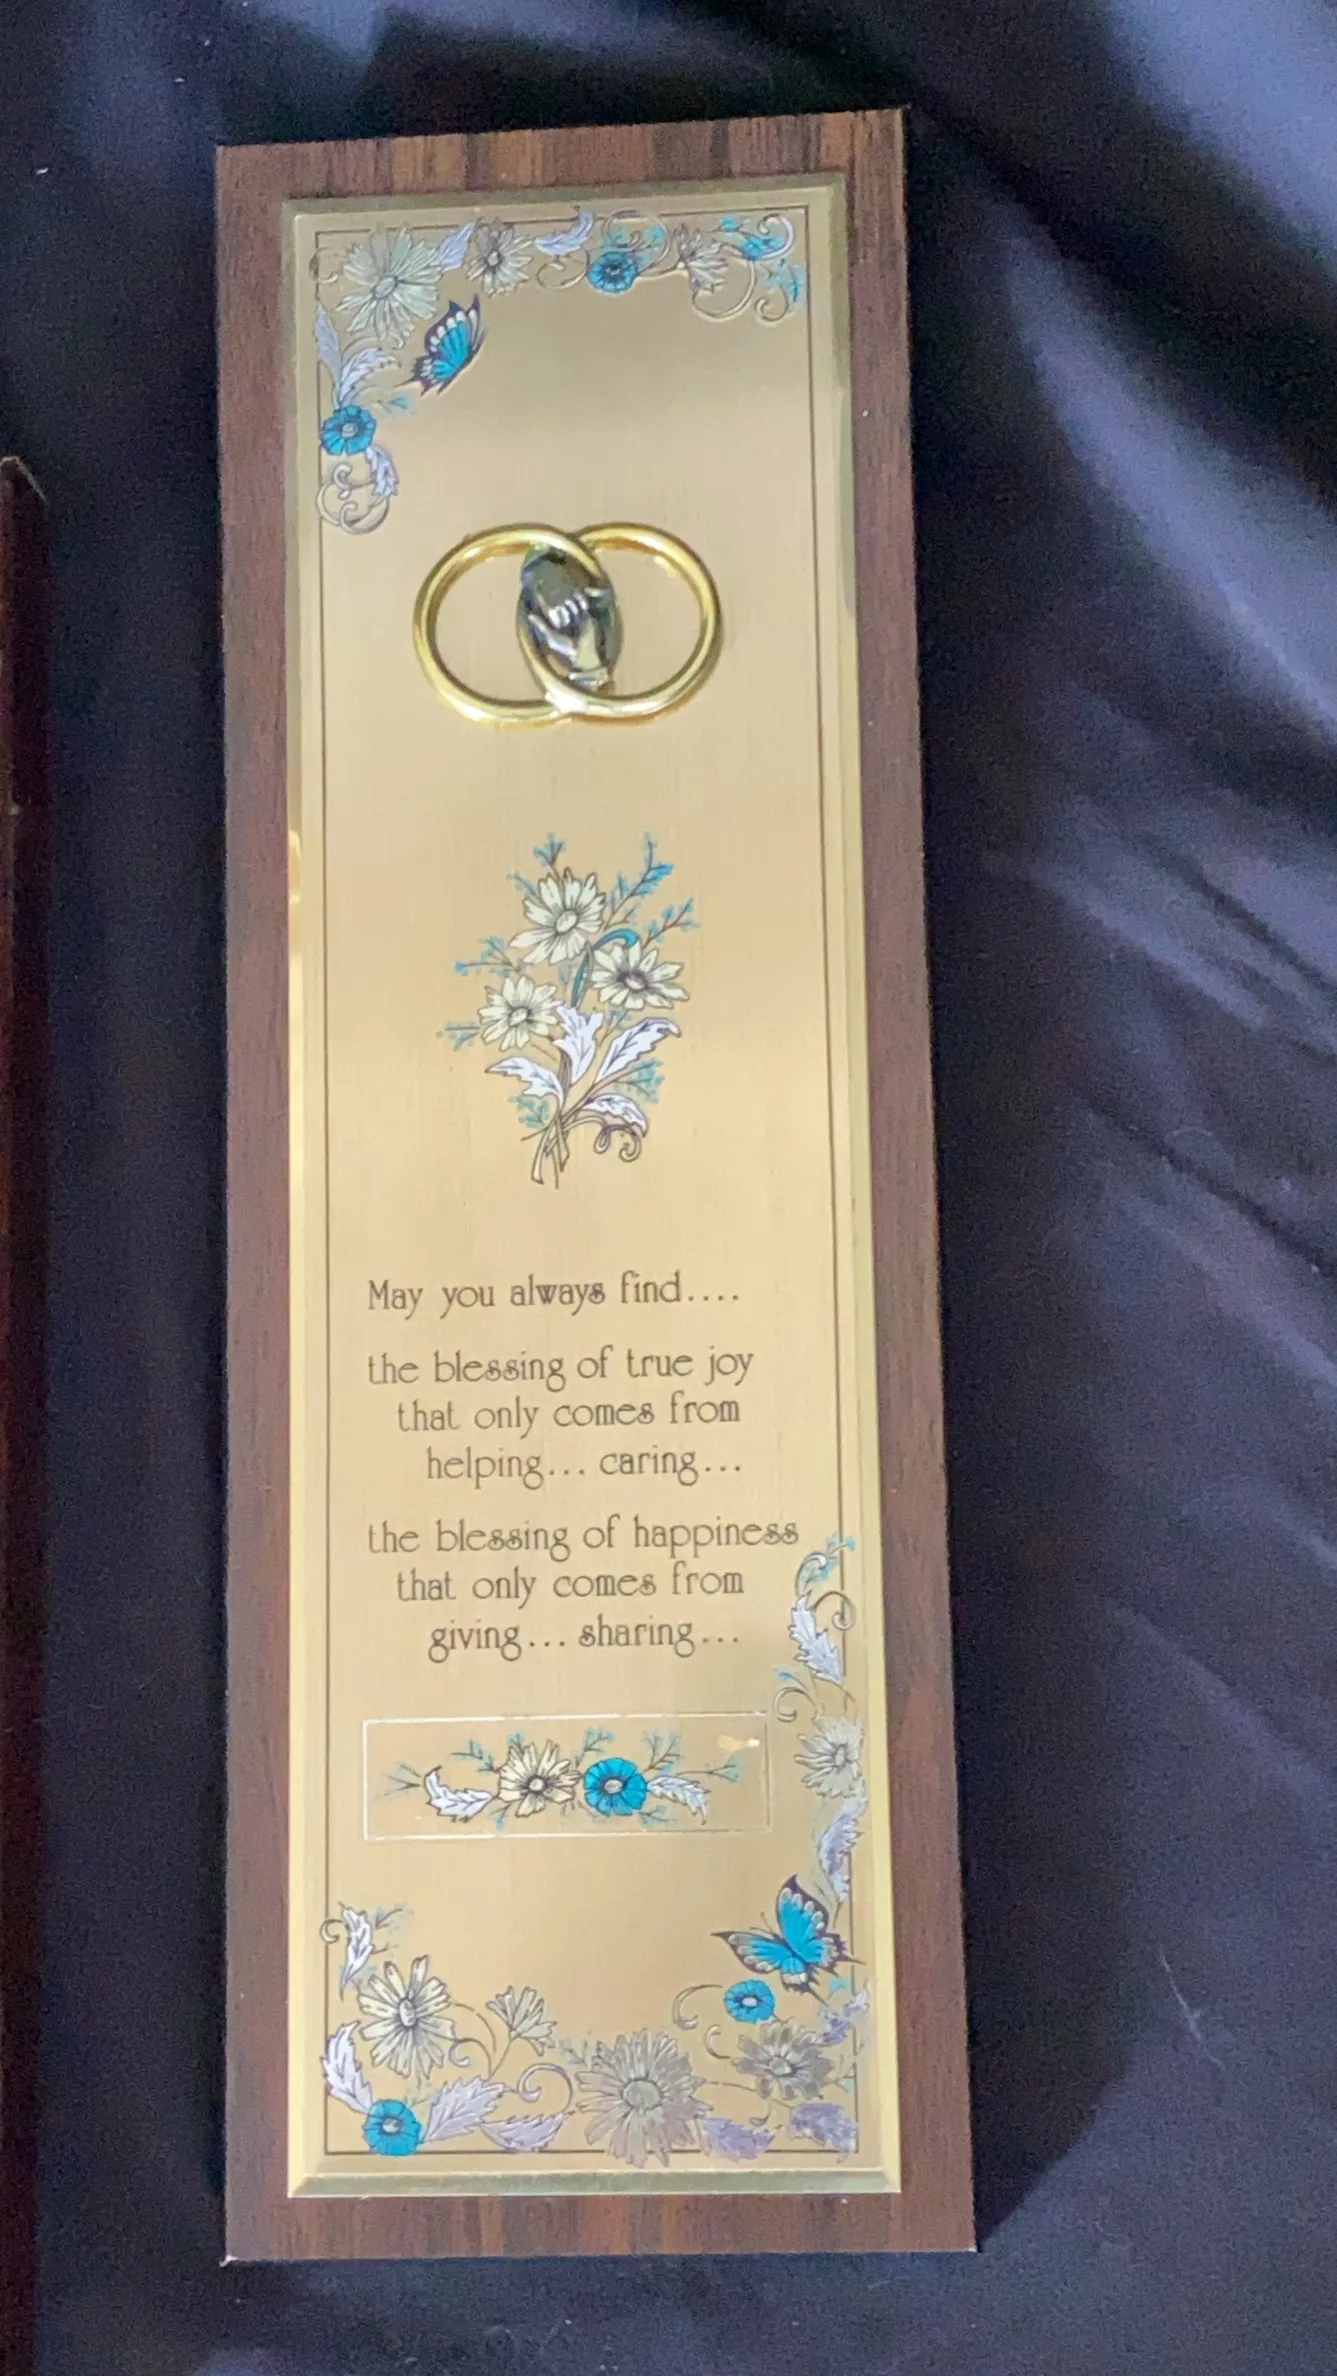 May you always find....
the blessing of true joy
that only comes from
helping... caring...
the blessing of happiness
that only comes from
giving... sharing...